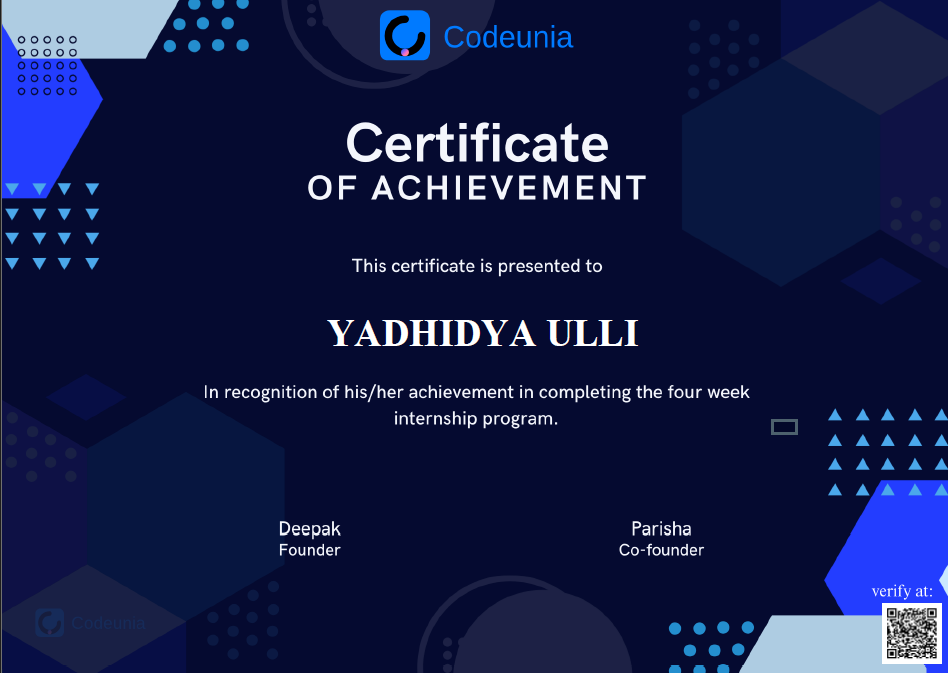 Codeunia
Certificate
OF ACHIEVEMENT
This certificate is presented to
YADHIDYA ULLI
In recognition of his/her achievement in completing the four week
internship program.
Deepak
Founder
Parisha
Co-founder
verify at:
Codeunia